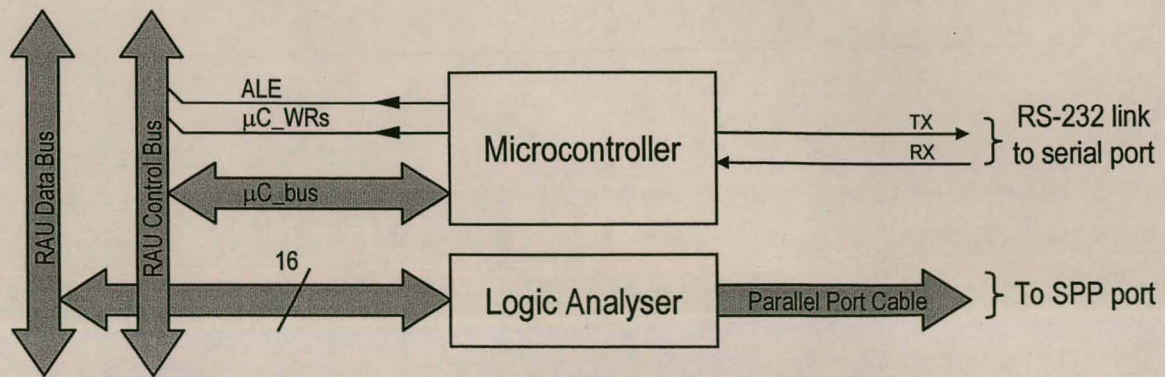 ALE
μC_WRs
μC_bus
RAU Data Bus
RAU Control Bus
Microcontroller
TX
RX
RS-232 link
to serial port
16
Logic Analyser
Parallel Port Cable
To SPP port